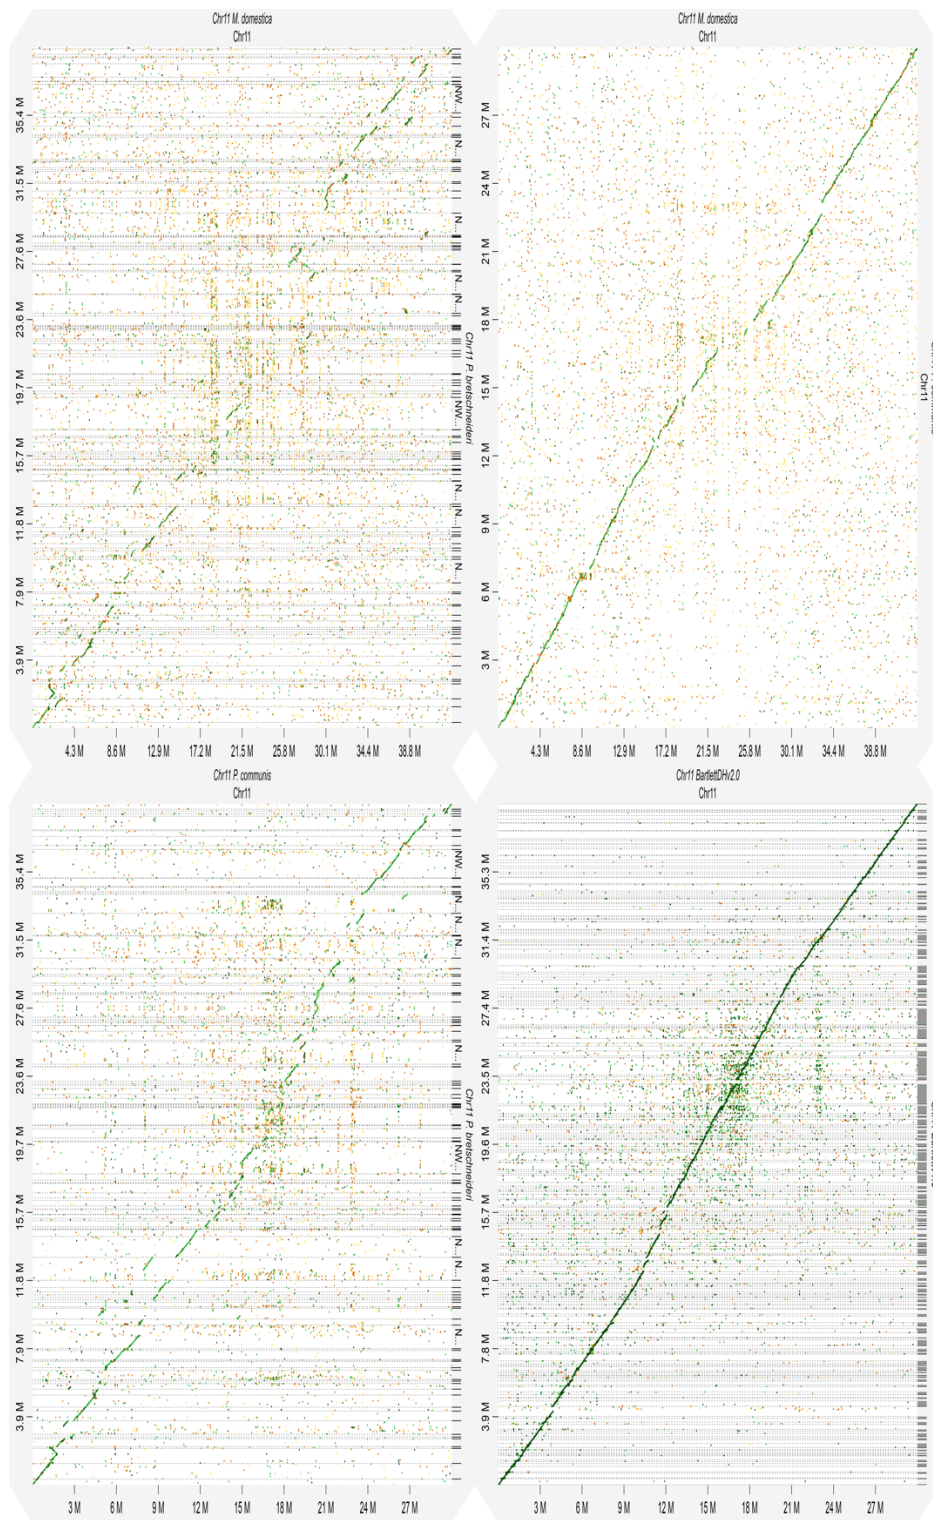 Chr11 M. domestica
Chr11
35.4 M
31.5 M
27.6 M
23.6 M
19.7 M
15.7 M
11.8 M
7.9 M
3.9 M
NW...
N...
N...
N...
N...
NW...
N...
N...
N...
Chr11 P. bretschneideri
4.3 M 8.6 M 12.9 M 17.2 M 21.5 M 25.8 M 30.1 M 34.4 M 38.8 M
Chr11 M. domestica
Chr11
27 M
24 M
21 M
18 M
15 M
12 M
9 M
6 M
3 M
Chr11
4.3 M 8.6 M 12.9 M 17.2 M 21.5 M 25.8 M 30.1 M 34.4 M 38.8 M
Chr11 P. communis
Chr11
35.4 M
31.5 M
27.6 M
23.6 M
19.7 M
15.7 M
11.8 M
7.9 M
3.9 M
NW...
N...
N...
N...
NW...
N...
N...
N...
Chr11 P. bretschneideri
3 M 6 M 9 M 12 M 15 M 18 M 21 M 24 M 27 M
Chr11 BartlettDHv2.0
Chr11
35.3 M
31.4 M
27.4 M
23.5 M
19.6 M
15.7 M
11.8 M
7.8 M
3.9 M
3 M 6 M 9 M 12 M 15 M 18 M 21 M 24 M 27 M